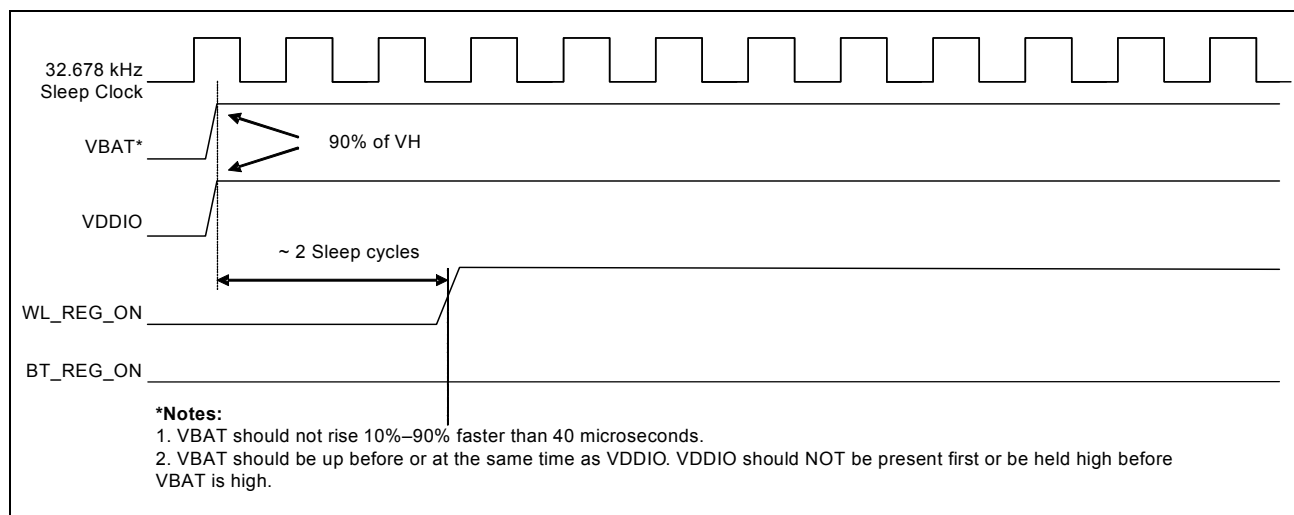 32.678 kHz
Sleep Clock
VBAT*
90% of VH
VDDIO
~ 2 Sleep cycles
WL_REG_ON
BT_REG_ON
*Notes:
1. VBAT should not rise 10%–90% faster than 40 microseconds.
2. VBAT should be up before or at the same time as VDDIO. VDDIO should NOT be present first or be held high before
VBAT is high.